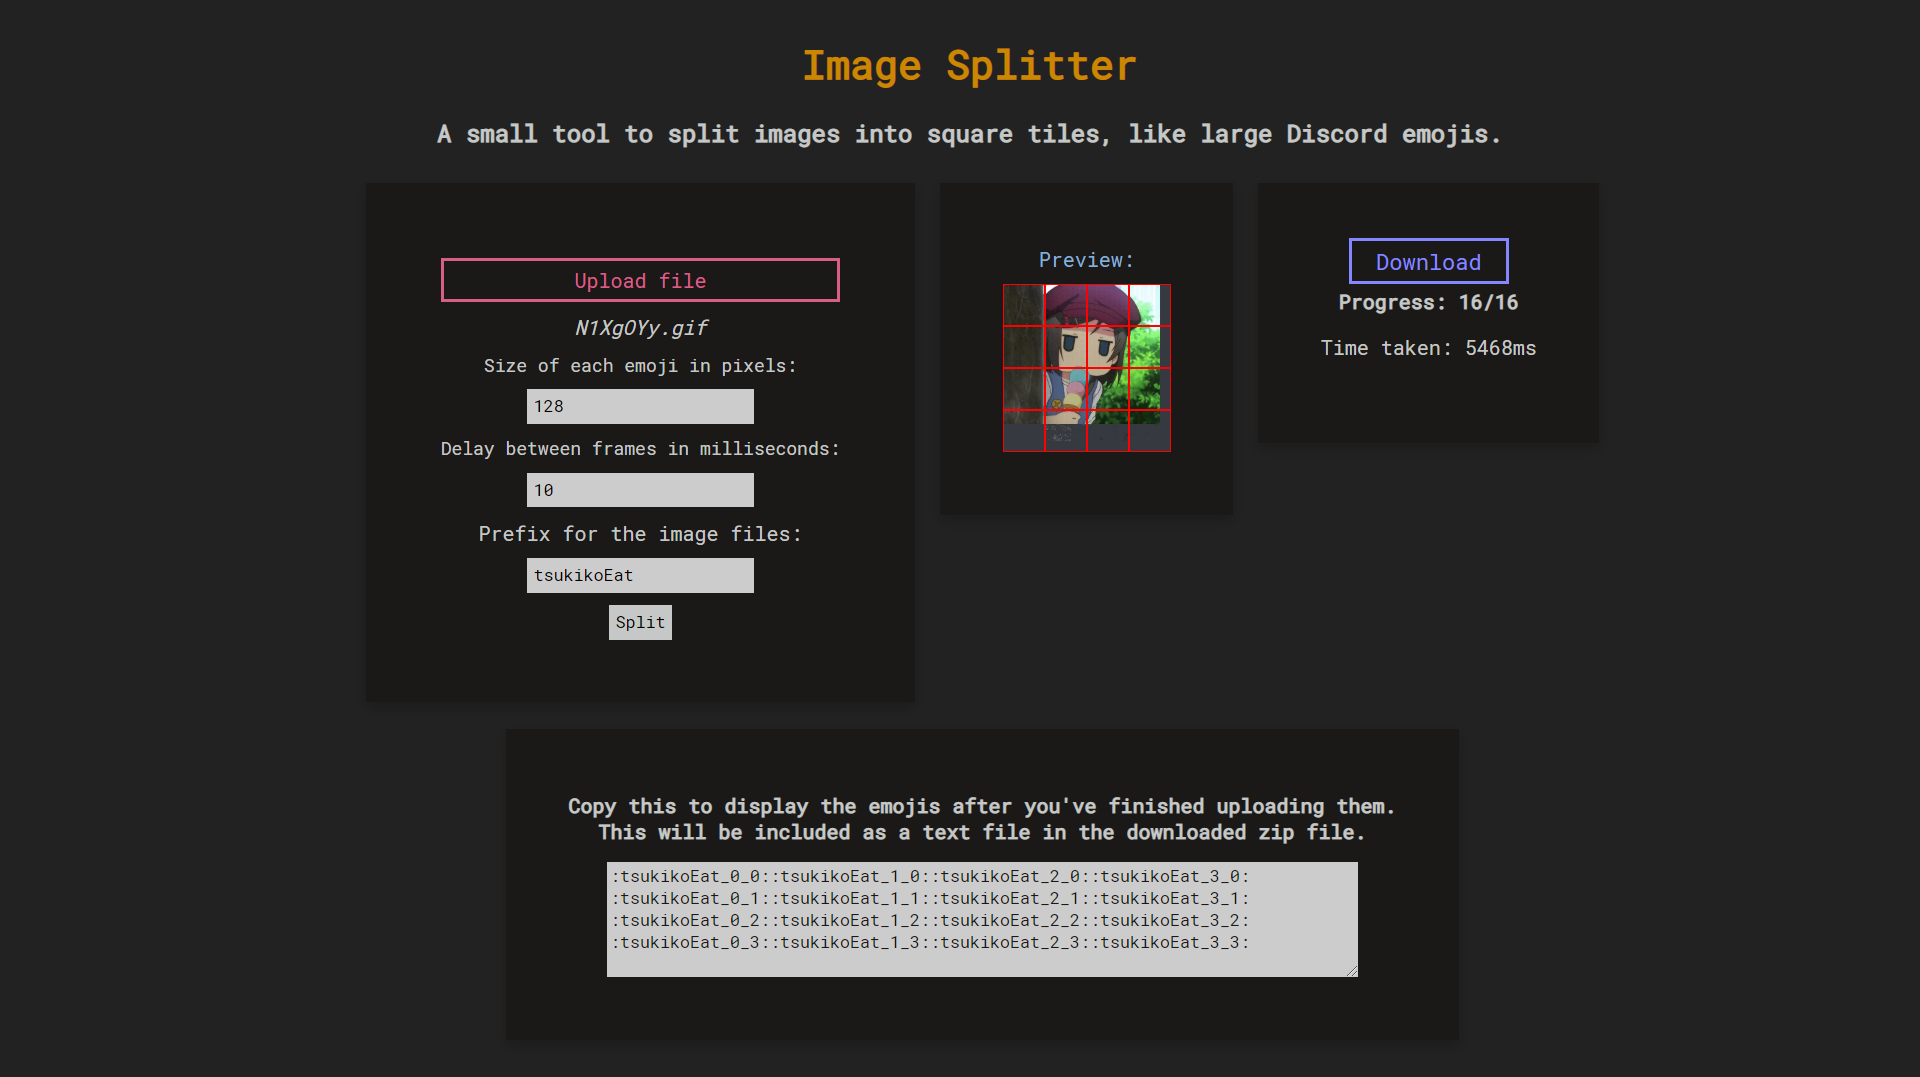 Image Splitter
A small tool to split images into square tiles, like large Discord emojis.
Upload file
N1XgOYy.gif
Size of each emoji in pixels:
128
Delay between frames in milliseconds:
10
Prefix for the image files:
tsukikoEat
Split
Preview:
Download
Progress: 16/16
Time taken: 5468ms
Copy this to display the emojis after you've finished uploading them.
This will be included as a text file in the downloaded zip file.
:tsukikoEat_0_0::tsukikoEat_1_0::tsukikoEat_2_0::tsukikoEat_3_0:
:tsukikoEat_0_1::tsukikoEat_1_1::tsukikoEat_2_1::tsukikoEat_3_1:
:tsukikoEat_0_2::tsukikoEat_1_2::tsukikoEat_2_2::tsukikoEat_3_2:
:tsukikoEat_0_3::tsukikoEat_1_3::tsukikoEat_2_3::tsukikoEat_3_3: